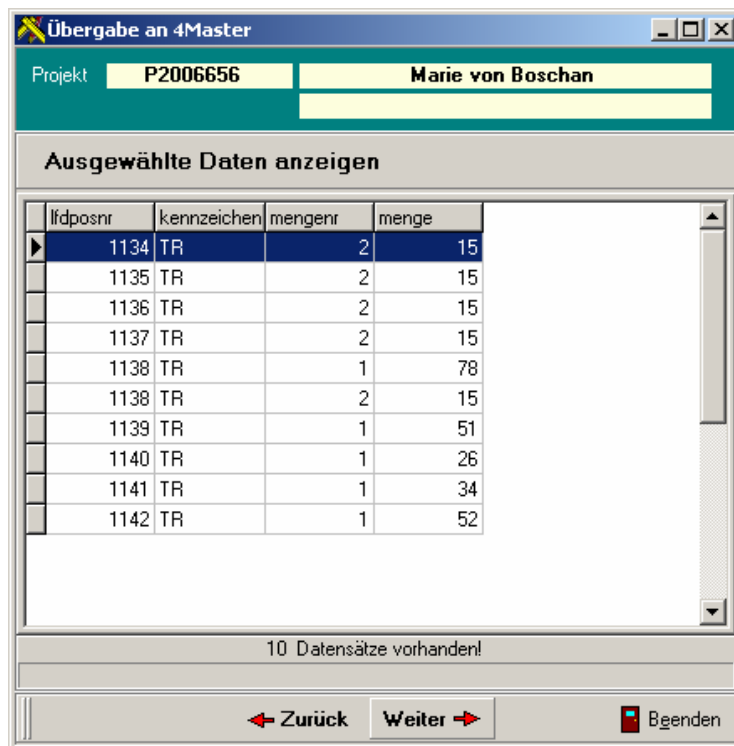 Übergabe an 4Master
Projekt P2006656 Marie von Boschan
Ausgewählte Daten anzeigen
lfdposnr kennzeichen mengenr menge
1134 TR 2 15
1135 TR 2 15
1136 TR 2 15
1137 TR 2 15
1138 TR 1 78
1138 TR 2 15
1139 TR 1 51
1140 TR 1 26
1141 TR 1 34
1142 TR 1 52
10 Datensätze vorhanden!
Zurück Weiter Beenden